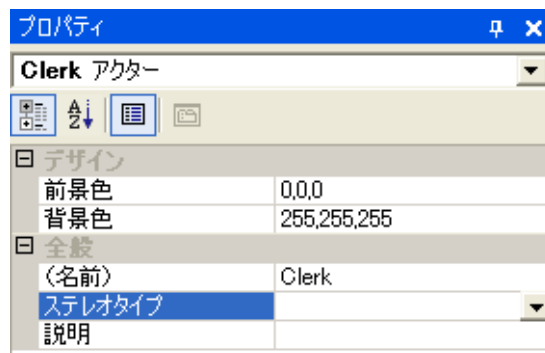 プロパティ
Clerk アクター
デザイン
前景色 0,0,0
背景色 255,255,255
全般
(名前) Clerk
ステレオタイプ
説明